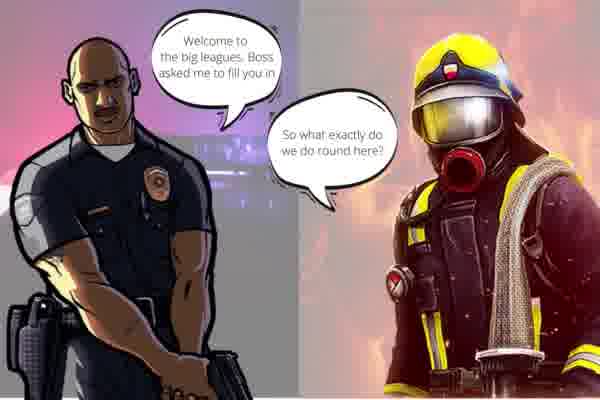 Welcome to
the big leagues. Boss
asked me to fill you in
So what exactly do
we do round here?